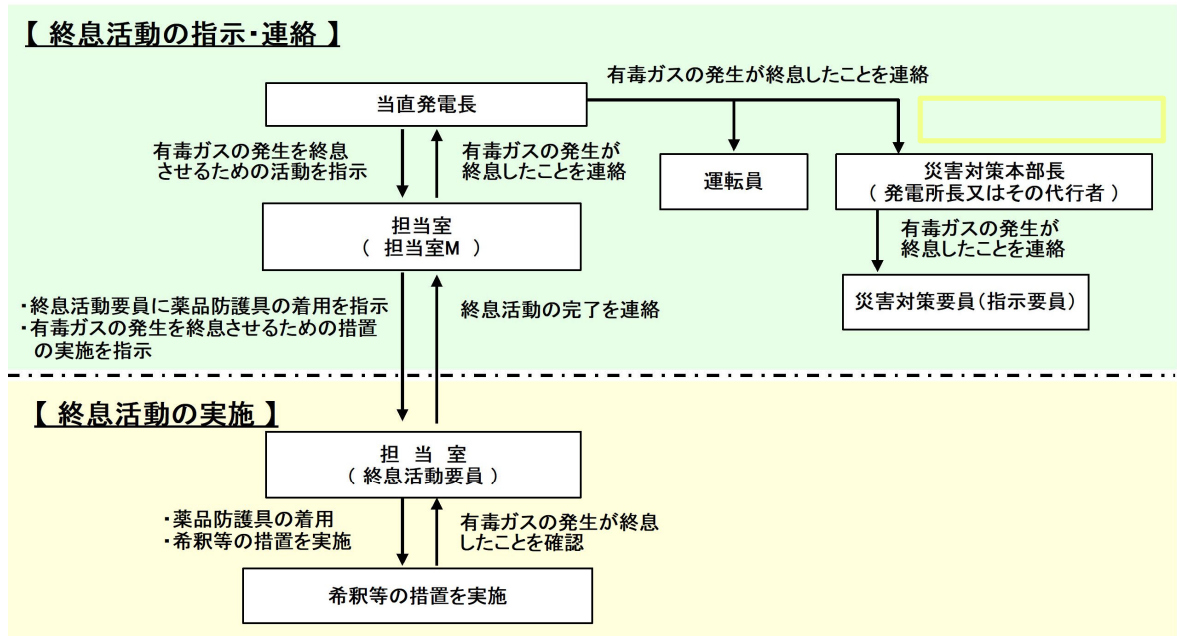 【 終息活動の指示・連絡 】
有毒ガスの発生が終息したことを連絡
当直発電長
有毒ガスの発生を終息
させるための活動を指示
有毒ガスの発生が
終息したことを連絡
運転員
災害対策本部長
( 発電所長又はその代行者 )
担当室
( 担当室M )
有毒ガスの発生が
終息したことを連絡
災害対策要員(指示要員)
・終息活動要員に薬品防護具の着用を指示
・有毒ガスの発生を終息させるための措置
の実施を指示
終息活動の完了を連絡
【 終息活動の実施 】
担 当 室
( 終息活動要員 )
・薬品防護具の着用
・希釈等の措置を実施
有毒ガスの発生が終息
したことを確認
希釈等の措置を実施